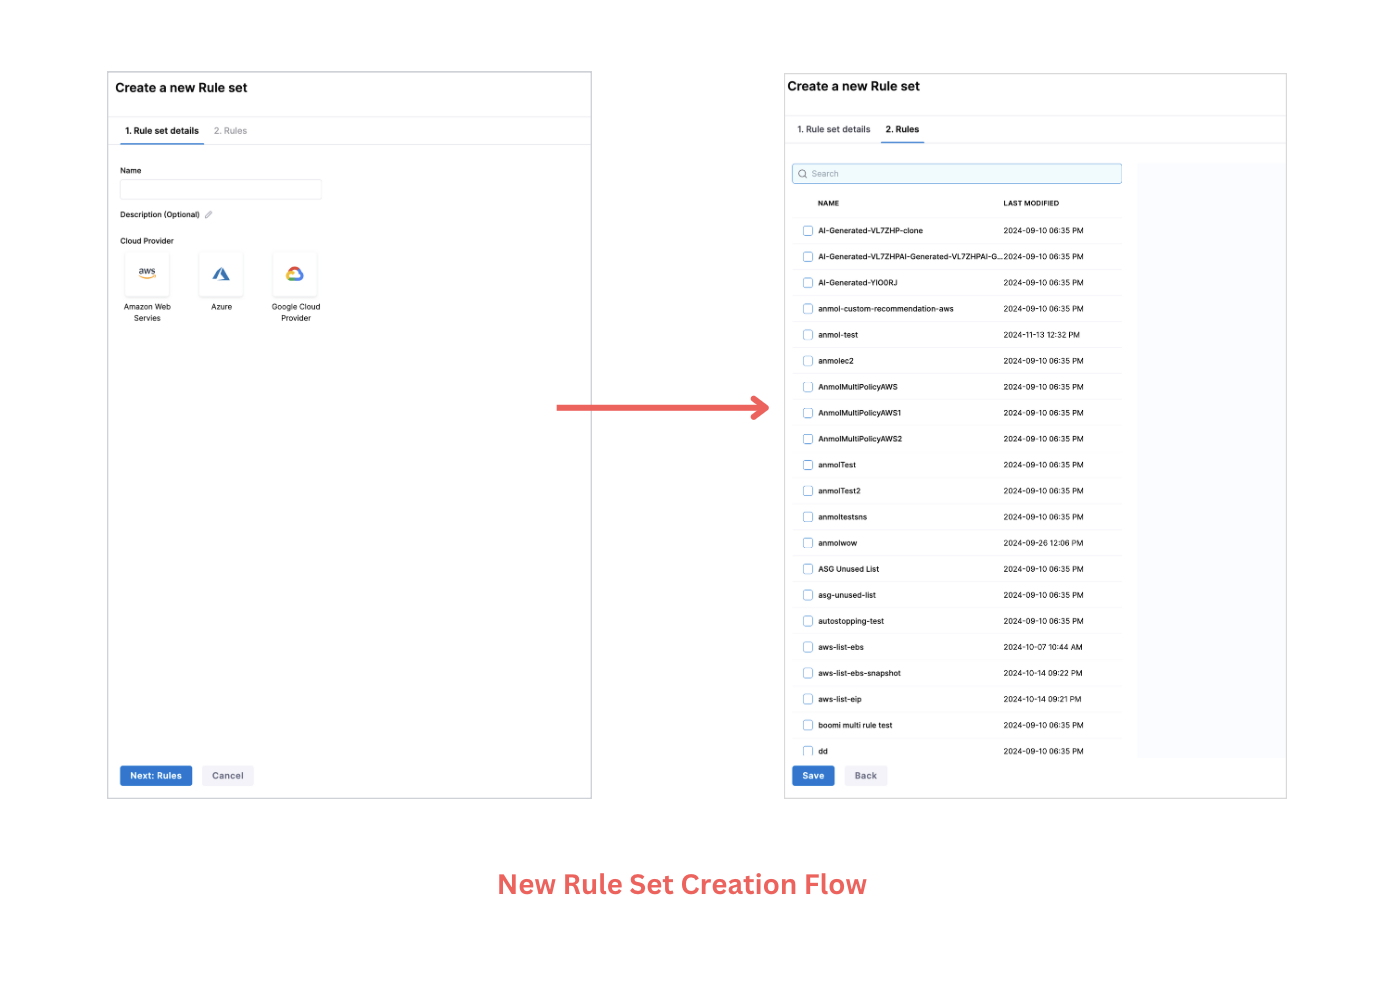 Create a new Rule set
1. Rule set details 2. Rules
Name
Description (Optional)
Cloud Provider
aws
Amazon Web
Servies
Azure
Google Cloud
Provider
Next: Rules Cancel
Create a new Rule set
1. Rule set details 2. Rules
Search
NAME LAST MODIFIED
AI-Generated-VL7ZHP-clone 2024-09-10 06:35 PM
AI-Generated-VL7ZHPAI-Generated-VL7ZHPAI-G... 2024-09-10 06:35 PM
AI-Generated-YIO0RJ 2024-09-10 06:35 PM
anmol-custom-recommendation-aws 2024-09-10 06:35 PM
anmol-test 2024-11-13 12:32 PM
anmolec2 2024-09-10 06:35 PM
AnmolMultiPolicyAWS 2024-09-10 06:35 PM
AnmolMultiPolicyAWS1 2024-09-10 06:35 PM
AnmolMultiPolicyAWS2 2024-09-10 06:35 PM
anmolTest 2024-09-10 06:35 PM
anmolTest2 2024-09-10 06:35 PM
anmoltestsns 2024-09-10 06:35 PM
anmolwow 2024-09-26 12:06 PM
ASG Unused List 2024-09-10 06:35 PM
asg-unused-list 2024-09-10 06:35 PM
autostopping-test 2024-09-10 06:35 PM
aws-list-ebs 2024-10-07 10:44 AM
aws-list-ebs-snapshot 2024-10-14 09:22 PM
aws-list-eip 2024-10-14 09:21 PM
boomi multi rule test 2024-09-10 06:35 PM
dd 2024-09-10 06:35 PM
Save Back
New Rule Set Creation Flow